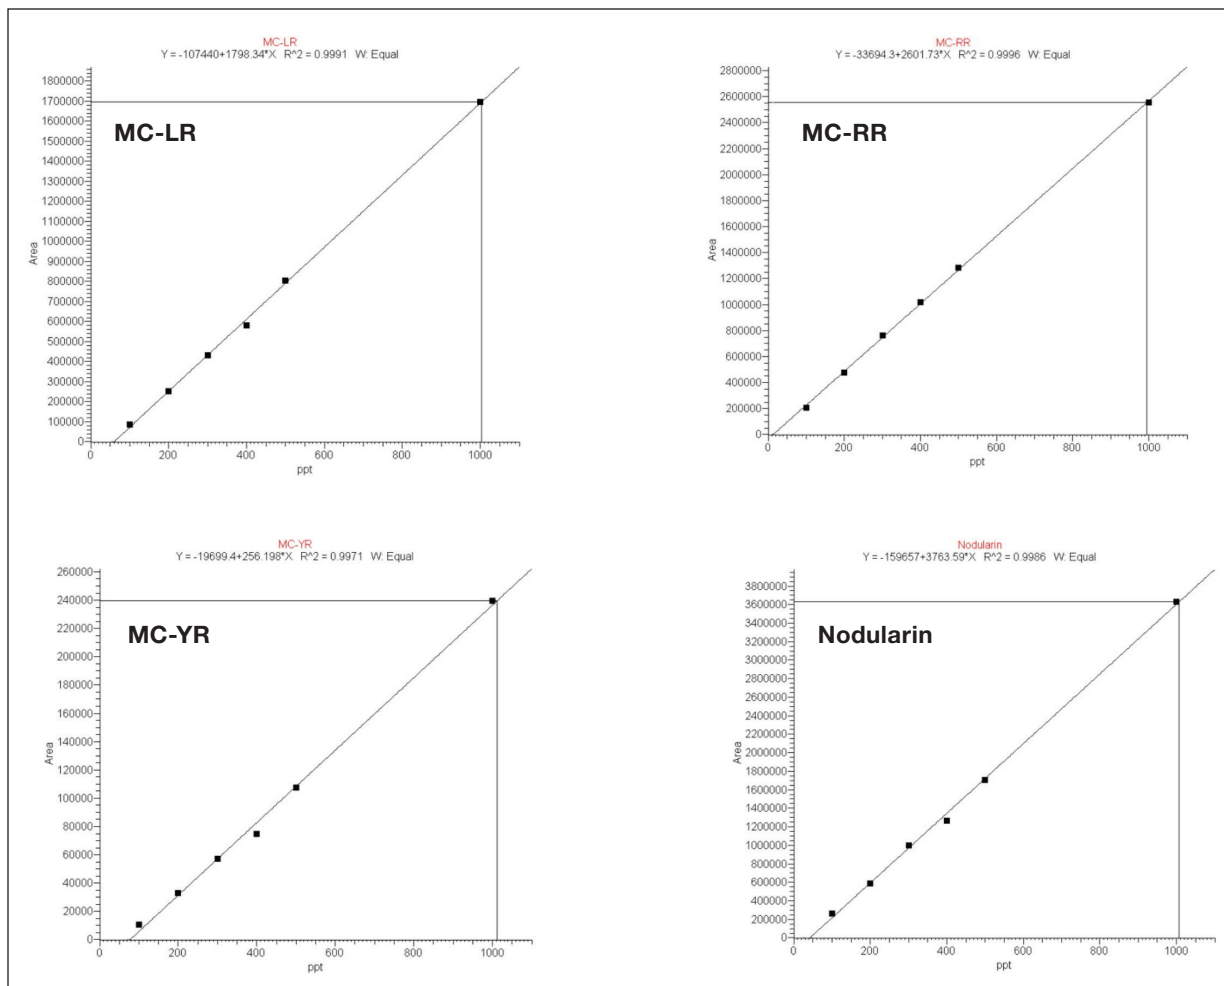 MC-LR
Y = -107440+1798.34*X R^2 = 0.9991 W: Equal
1800000
1700000
1600000
1500000
1400000
1300000
1200000
1100000
1000000
900000
800000
700000
600000
500000
400000
300000
200000
100000
0
Area
MC-LR
0 200 400 600 800 1000
ppt
MC-RR
Y = -33694.3+2601.73*X R^2 = 0.9996 W: Equal
2800000
2600000
2400000
2200000
2000000
1800000
1600000
1400000
1200000
1000000
800000
600000
400000
200000
0
Area
MC-RR
0 200 400 600 800 1000
ppt
MC-YR
Y = -19699.4+256.198*X R^2 = 0.9971 W: Equal
260000
240000
220000
200000
180000
160000
140000
120000
100000
80000
60000
40000
20000
0
Area
MC-YR
0 200 400 600 800 1000
ppt
Nodularin
Y = -159657+3763.59*X R^2 = 0.9986 W: Equal
3800000
3600000
3400000
3200000
3000000
2800000
2600000
2400000
2200000
2000000
1800000
1600000
1400000
1200000
1000000
800000
600000
400000
200000
0
Area
Nodularin
0 200 400 600 800 1000
ppt